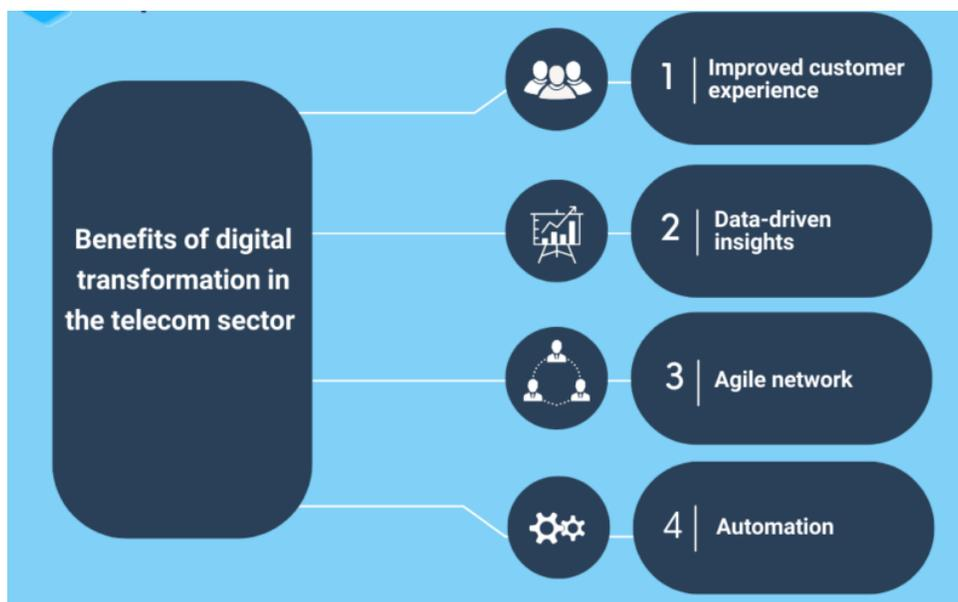 Benefits of digital
transformation in
the telecom sector
1
Improved customer
experience
2
Data-driven
insights
3
Agile network
4
Automation